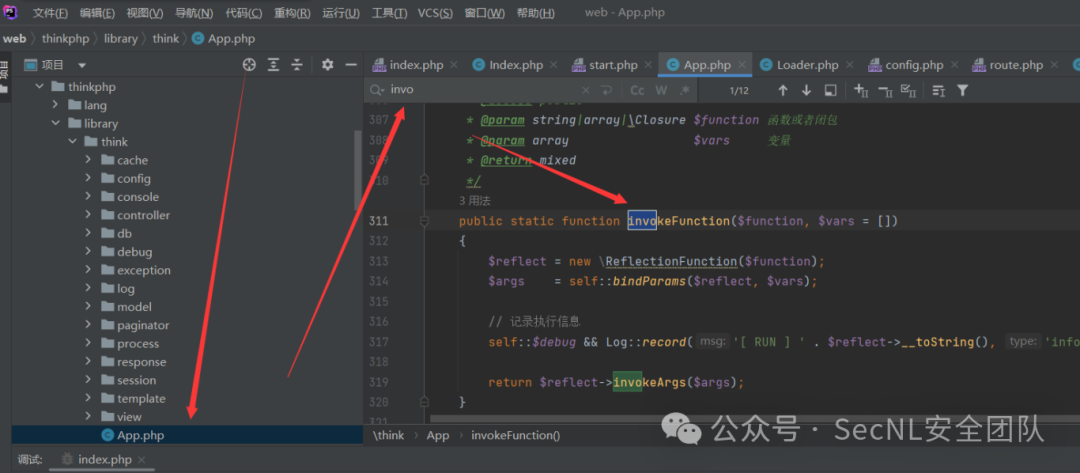 PS 文件(F) 编辑(E) 视图(V) 导航(N) 代码(C) 重构(R) 运行(U) 工具(T) VCS(S) 窗口(W) 帮助(H) web - App.php
web thinkphp library think App.php
项目
index.php Index.php start.php App.php Loader.php config.php route.php
invo Cc W .* 1/12
thinkphp
lang
library
think
cache
config
console
controller
db
debug
exception
log
model
paginator
process
response
session
template
view
App.php
307 * @param string|array|\Closure $function 函数或者闭包
308 * @param array $vars 变量
309 * @return mixed
310 */
3 用法
311 public static function invokeFunction($function, $vars = [])
312 {
313 $reflect = new \ReflectionFunction($function);
314 $args = self::bindParams($reflect, $vars);
315
316 // 记录执行信息
317 self::$debug && Log::record( msg: '[ RUN ] ' . $reflect->__toString(), type: 'info
318
319 return $reflect->invokeArgs($args);
320 }
321
\think App invokeFunction()
公众号 · SecNL安全团队
调试: index.php